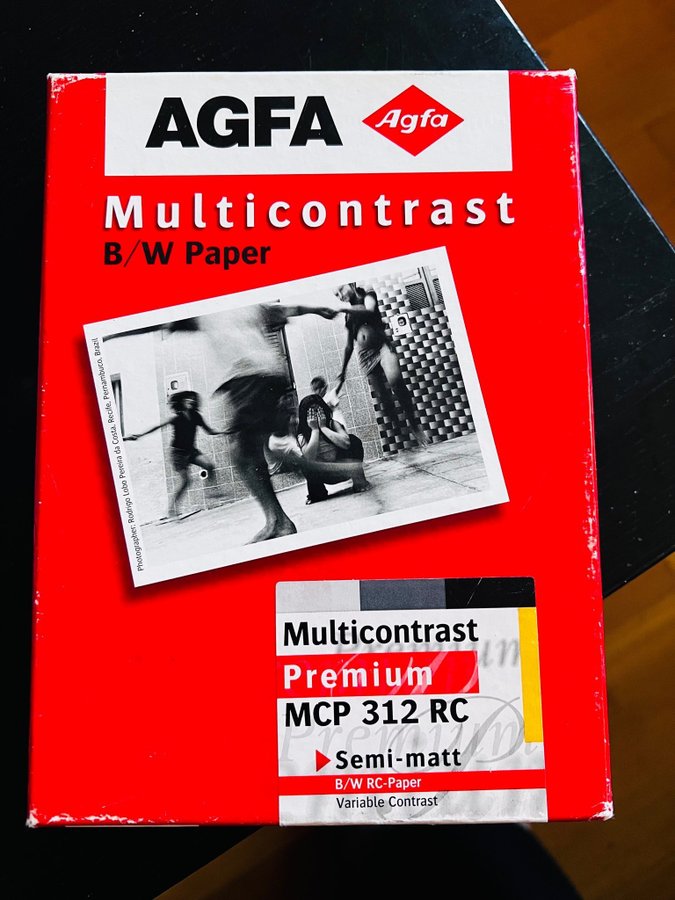 AGFA Agfa
Multicontrast
B/W Paper
Photographer: Rodrigo Lobo Pereira da Costa, Recife, Pernambuco, Brazil
Multicontrast
Premium
MCP 312 RC
Semi-matt
B/W RC-Paper
Variable Contrast